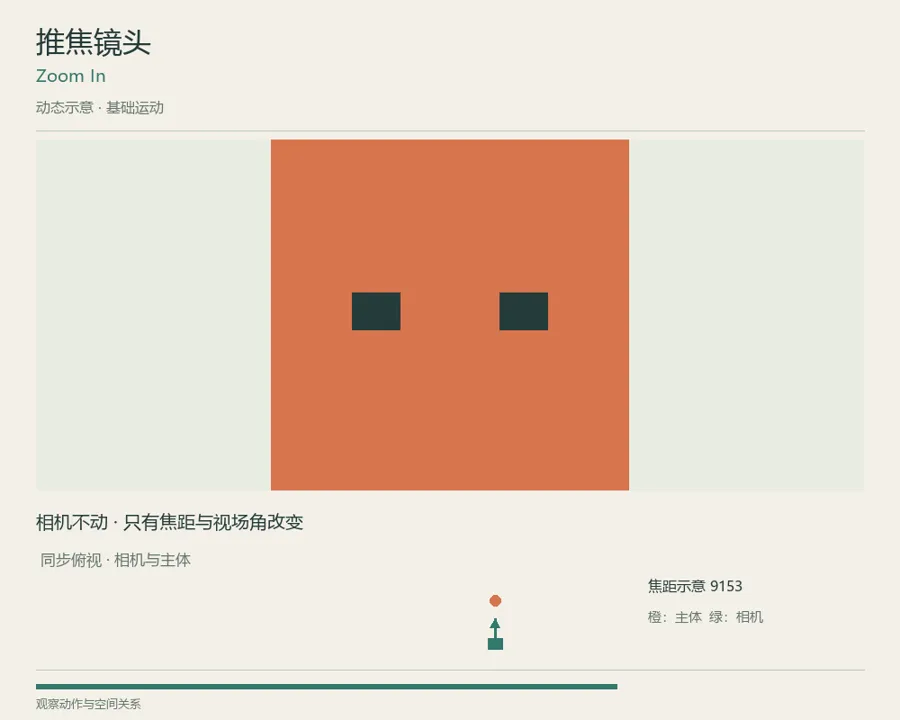 推焦镜头
Zoom In
动态示意 · 基础运动
相机不动 · 只有焦距与视场角改变
同步俯视 · 相机与主体
焦距示意 9153
橙：主体 绿：相机
观察动作与空间关系